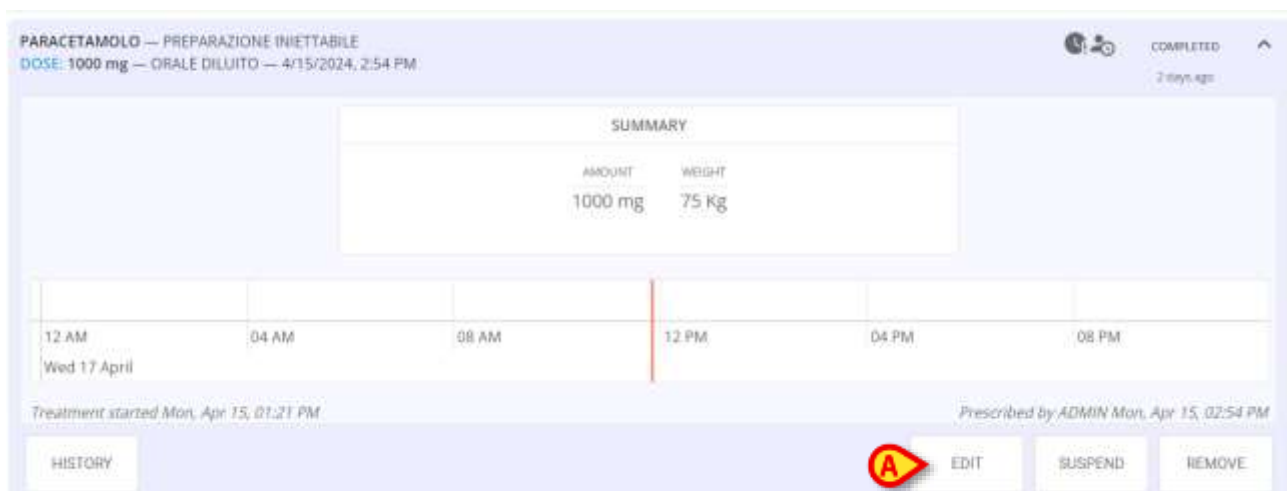 PARACETAMOLO — PREPARAZIONE INIETTABILE
DOSE: 1000 mg — ORALE DILUITO — 4/15/2024, 2:54 PM
COMPLETED
2 days ago
SUMMARY
AMOUNT WEIGHT
1000 mg 75 Kg
12 AM 04 AM 08 AM 12 PM 04 PM 08 PM
Wed 17 April
Treatment started Mon, Apr 15, 01:21 PM
Prescribed by ADMIN Mon, Apr 15, 02:54 PM
HISTORY A EDIT SUSPEND REMOVE